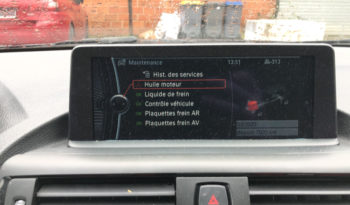 Maintenance 13:51
Hist. des services
Huile moteur
Liquide de frein
Contrôle véhicule
Plaquettes frein AR
Plaquettes frein AV